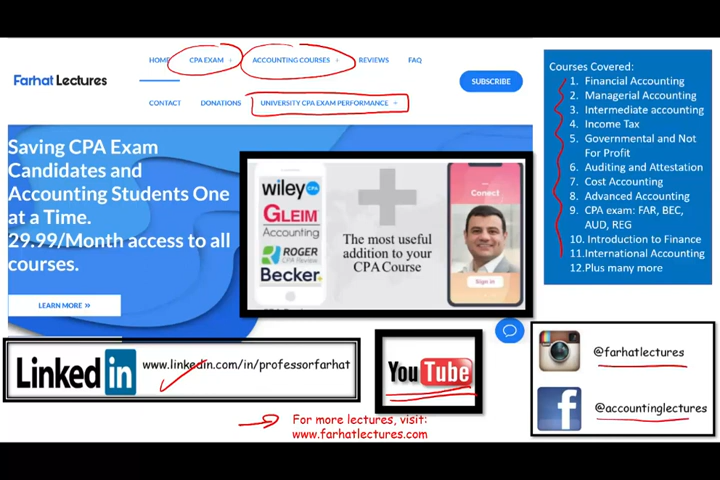 HOME
CPA EXAM
ACCOUNTING COURSES
REVIEWS
FAQ
Farhat Lectures
SUBSCRIBE
CONTACT
DONATIONS
UNIVERSITY CPA EXAM PERFORMANCE
Saving CPA Exam
Candidates and
Accounting Students One
at a Time.
29.99/Month access to all
courses.
LEARN MORE »
wiley CPA
GLEIM
Accounting
ROGER
CPA Review
Becker.
The most useful
addition to your
CPA Course
Conect
Sign in
Courses Covered:
1. Financial Accounting
2. Managerial Accounting
3. Intermediate accounting
4. Income Tax
5. Governmental and Not
For Profit
6. Auditing and Attestation
7. Cost Accounting
8. Advanced Accounting
9. CPA exam: FAR, BEC,
AUD, REG
10. Introduction to Finance
11.International Accounting
12.Plus many more
Linked in
www.linkedin.com/in/professorfarhat
YouTube
@farhatlectures
f
@accountinglectures
For more lectures, visit:
www.farhatlectures.com